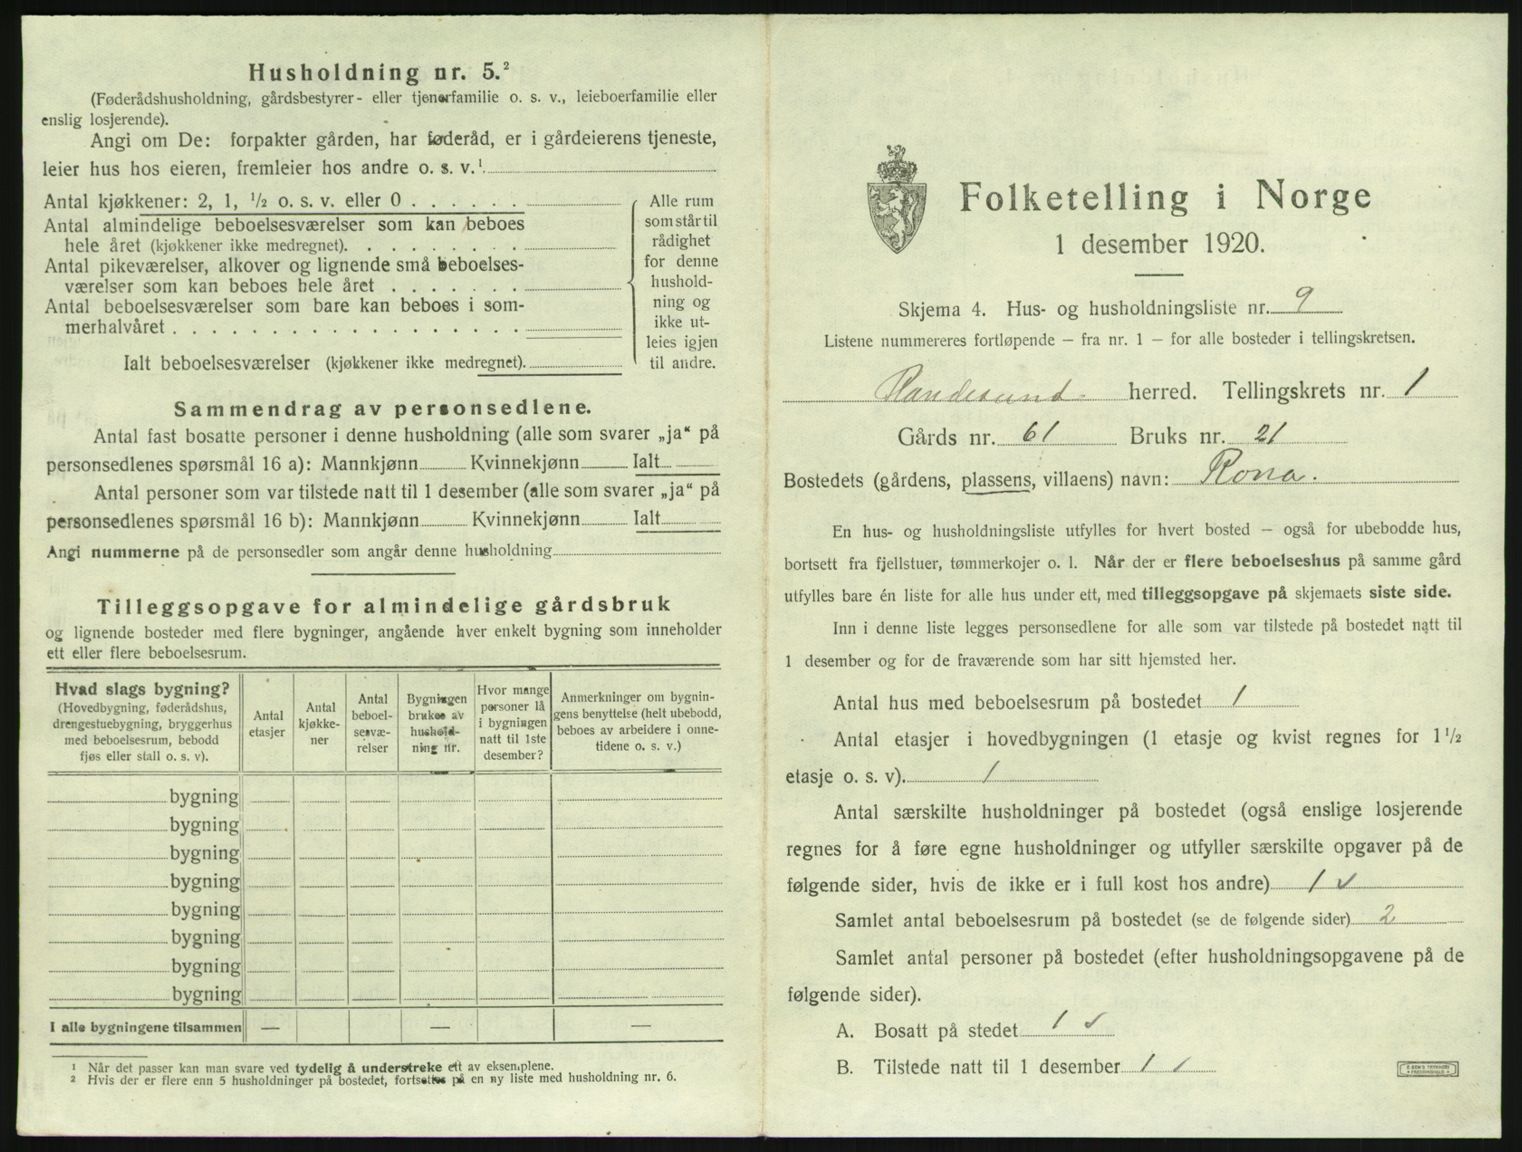 Husholdning nr. 5.²
(Føderådshusholdning, gårdsbestyrer- eller tjenerfamilie o. s. v., leieboerfamilie eller
enslig losjerende).
Angi om De: forpakter gården, har føderåd, er i gårdeierens tjeneste,
leier hus hos eieren, fremleier hos andre o. s. v.¹
Antal kjøkkener: 2, 1, ½ o. s. v. eller 0
Antal almindelige beboelsesværelser som kan beboes
hele året (kjøkkener ikke medregnet).
Antal pikeværelser, alkover og lignende små beboelses-
værelser som kan beboes hele året
Antal beboelsesværelser som bare kan beboes i som-
merhalvåret
Ialt beboelsesværelser (kjøkkener ikke medregnet).
Alle rum
som står til
rådighet
for denne
hushold-
ning og
ikke ut-
leies igjen
til andre.
Sammendrag av personsedlene.
Antal fast bosatte personer i denne husholdning (alle som svarer „ja“ på
personsedlenes spørsmål 16 a): Mannkjønn Kvinnekjønn Ialt
Antal personer som var tilstede natt til 1 desember (alle som svarer „ja“ på
personsedlenes spørsmål 16 b): Mannkjønn Kvinnekjønn Ialt
Angi nummerne på de personsedler som angår denne husholdning
Tilleggsopgave for almindelige gårdsbruk
og lignende bosteder med flere bygninger, angående hver enkelt bygning som inneholder
ett eller flere beboelsesrum.
Hvad slags bygning?
(Hovedbygning, føderådshus,
drengestuebygning, bryggerhus
med beboelsesrum, bebodd
fjøs eller stall o. s. v).
Antal
etasjer
Antal
kjøkke-
ner
Antal
beboel-
sesvæ-
relser
Bygningen
brukes av
hushold-
ning nr.
Hvor mange
personer lå
i bygningen
natt til 1ste
desember?
Anmerkninger om bygnin-
gens benyttelse (helt ubebodd,
beboes av arbeidere i onne-
tidene o. s. v.)
bygning
bygning
bygning
bygning
bygning
bygning
bygning
bygning
I alle bygningene tilsammen — — —
¹ Når det passer kan man svare ved tydelig å understreke ett av eksemplene.
² Hvis der er flere enn 5 husholdninger på bostedet, fortsettes på en ny liste med husholdning nr. 6.
Folketelling i Norge
1 desember 1920.
Skjema 4. Hus- og husholdningsliste nr. 9
Listene nummereres fortløpende – fra nr. 1 – for alle bosteder i tellingskretsen.
Randesund herred. Tellingskrets nr. 1
Gårds nr. 61 Bruks nr. 21
Bostedets (gårdens, plassens, villaens) navn: Rona.
En hus- og husholdningsliste utfylles for hvert bosted – også for ubebodde hus,
bortsett fra fjellstuer, tømmerkojer o. l. Når der er flere beboelseshus på samme gård
utfylles bare én liste for alle hus under ett, med tilleggsopgave på skjemaets siste side.
Inn i denne liste legges personsedlene for alle som var tilstede på bostedet natt til
1 desember og for de fraværende som har sitt hjemsted her.
Antal hus med beboelsesrum på bostedet 1
Antal etasjer i hovedbygningen (1 etasje og kvist regnes for 1½
etasje o. s. v). 1
Antal særskilte husholdninger på bostedet (også enslige losjerende
regnes for å føre egne husholdninger og utfyller særskilte opgaver på de
følgende sider, hvis de ikke er i full kost hos andre) 1 ✓
Samlet antal beboelsesrum på bostedet (se de følgende sider) 2
Samlet antal personer på bostedet (efter husholdningsopgavene på de
følgende sider).
A. Bosatt på stedet 1 ✓
B. Tilstede natt til 1 desember 1 ✓